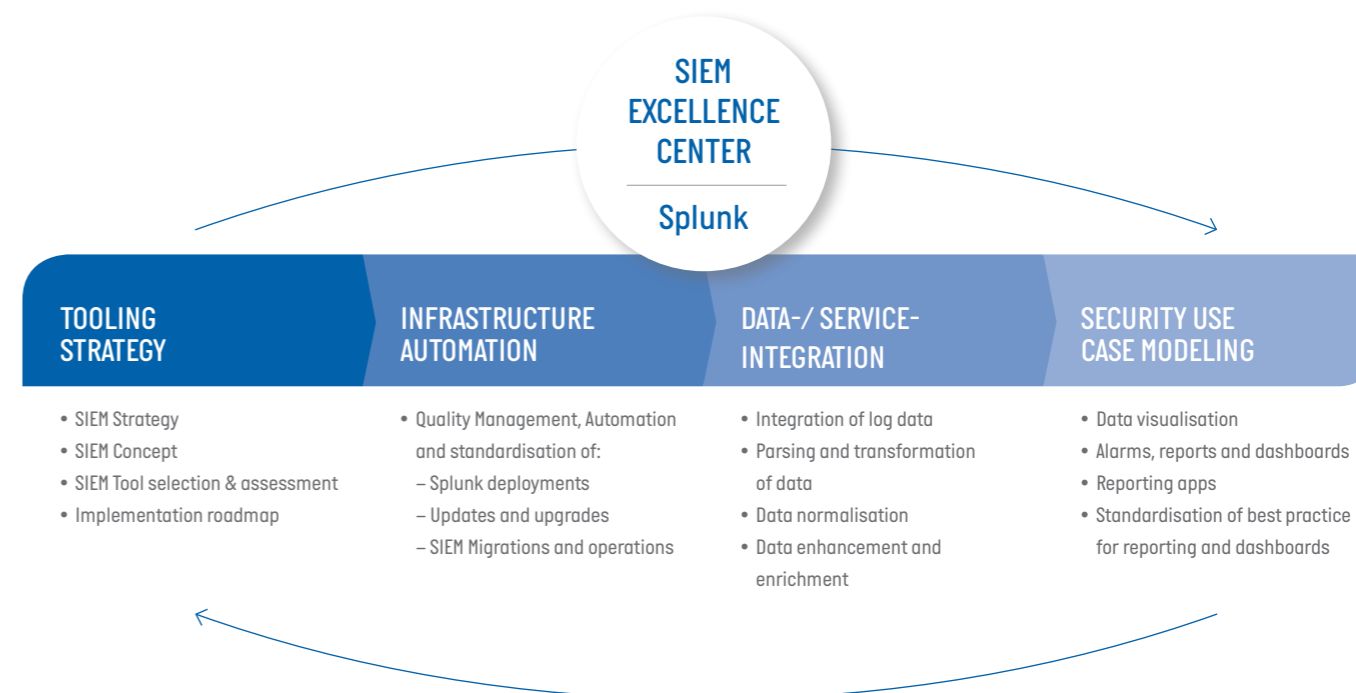 SIEM
EXCELLENCE
CENTER
Splunk
TOOLING
STRATEGY
• SIEM Strategy
• SIEM Concept
• SIEM Tool selection & assessment
• Implementation roadmap
INFRASTRUCTURE
AUTOMATION
• Quality Management, Automation
and standardisation of:
– Splunk deployments
– Updates and upgrades
– SIEM Migrations and operations
DATA-/ SERVICE-
INTEGRATION
• Integration of log data
• Parsing and transformation
of data
• Data normalisation
• Data enhancement and
enrichment
SECURITY USE
CASE MODELING
• Data visualisation
• Alarms, reports and dashboards
• Reporting apps
• Standardisation of best practice
for reporting and dashboards